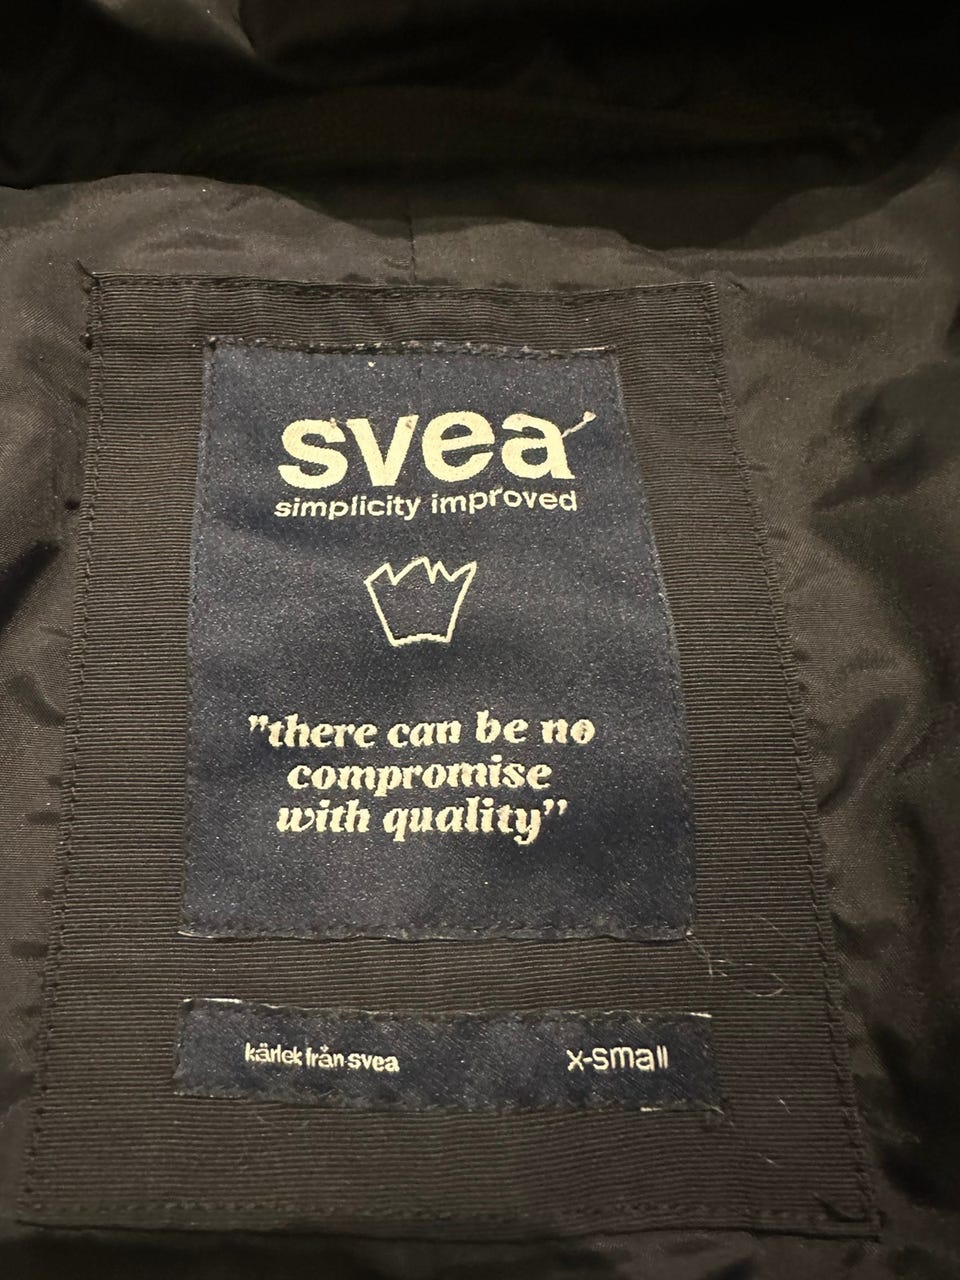 svea
simplicity improved
"there can be no
compromise
with quality"
kärlek från svea
x-small